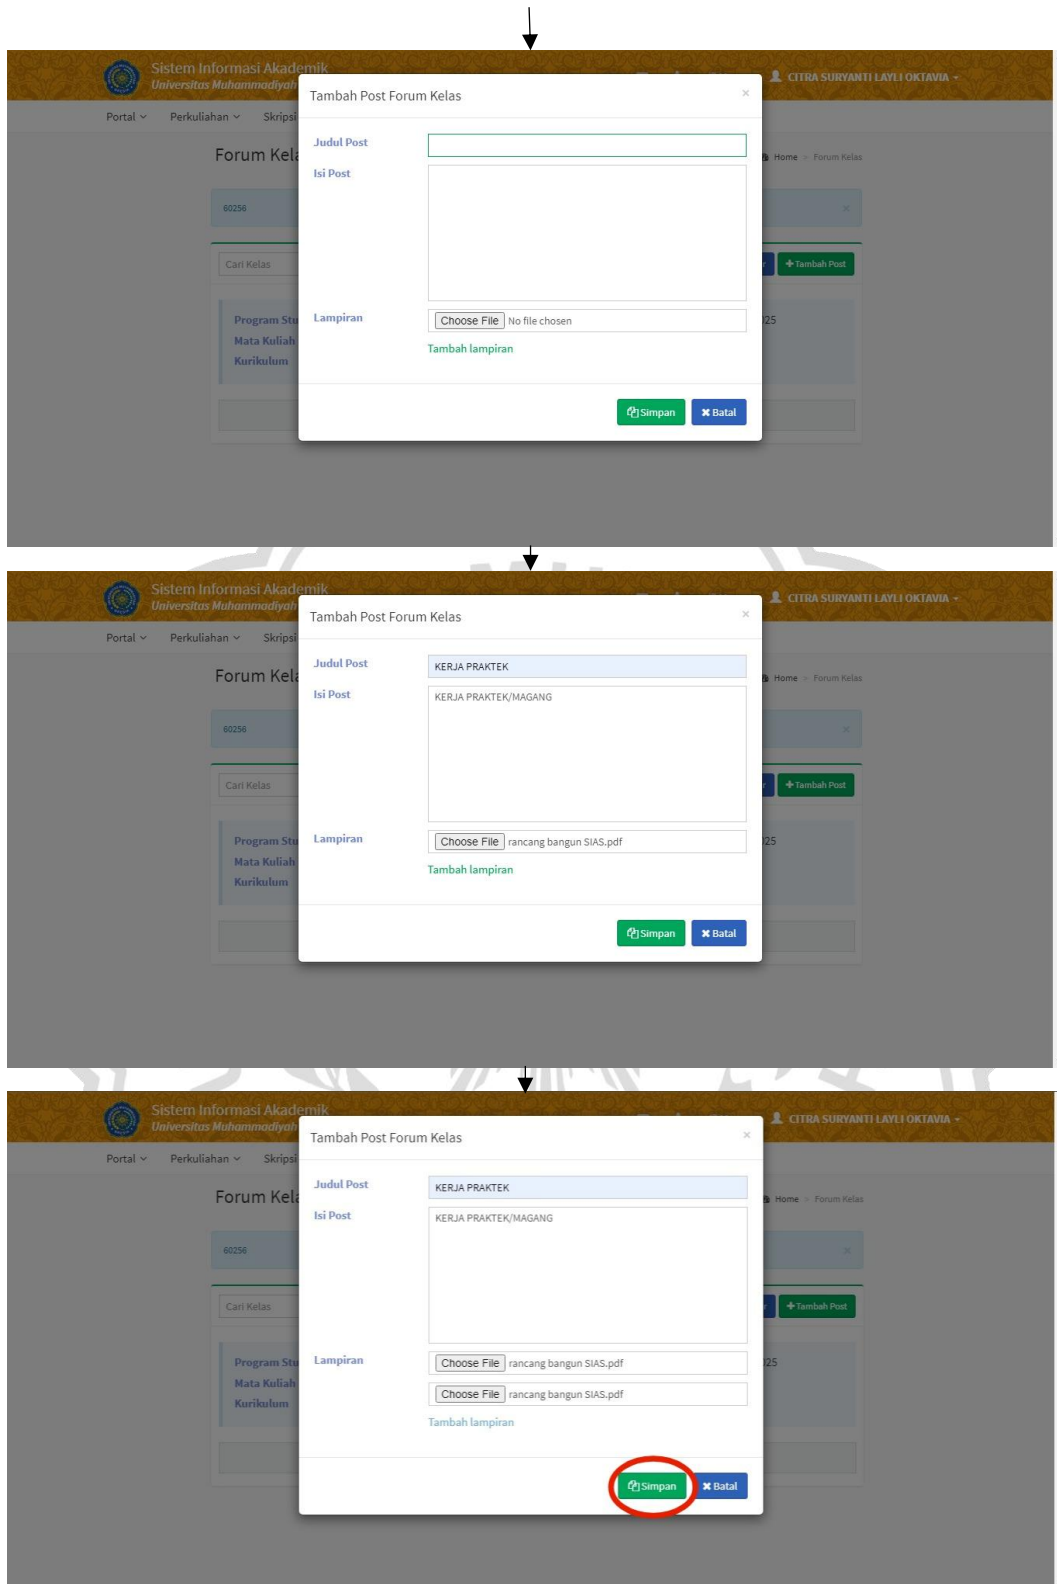 Sistem Informasi Akademik
Universitas Muhammadiyah
CITRA SURYANTI LAYLI OKTAVIA
Portal Perkuliahan Skripsi
Tambah Post Forum Kelas ×
Forum Kela
Home > Forum Kelas
60256 ×
Cari Kelas
Tambah Post
Program Stu
Mata Kuliah
Kurikulum
025
Judul Post
Isi Post
Lampiran Choose File No file chosen
Tambah lampiran
Simpan Batal
Sistem Informasi Akademik
Universitas Muhammadiyah
CITRA SURYANTI LAYLI OKTAVIA
Portal Perkuliahan Skripsi
Tambah Post Forum Kelas ×
Forum Kela
Home > Forum Kelas
60256 ×
Cari Kelas
Tambah Post
Program Stu
Mata Kuliah
Kurikulum
025
Judul Post KERJA PRAKTEK
Isi Post KERJA PRAKTEK/MAGANG
Lampiran Choose File rancang bangun SIAS.pdf
Tambah lampiran
Simpan Batal
Sistem Informasi Akademik
Universitas Muhammadiyah
CITRA SURYANTI LAYLI OKTAVIA
Portal Perkuliahan Skripsi
Tambah Post Forum Kelas ×
Forum Kela
Home > Forum Kelas
60256 ×
Cari Kelas
Tambah Post
Program Stu
Mata Kuliah
Kurikulum
025
Judul Post KERJA PRAKTEK
Isi Post KERJA PRAKTEK/MAGANG
Lampiran Choose File rancang bangun SIAS.pdf
Choose File rancang bangun SIAS.pdf
Tambah lampiran
Simpan Batal